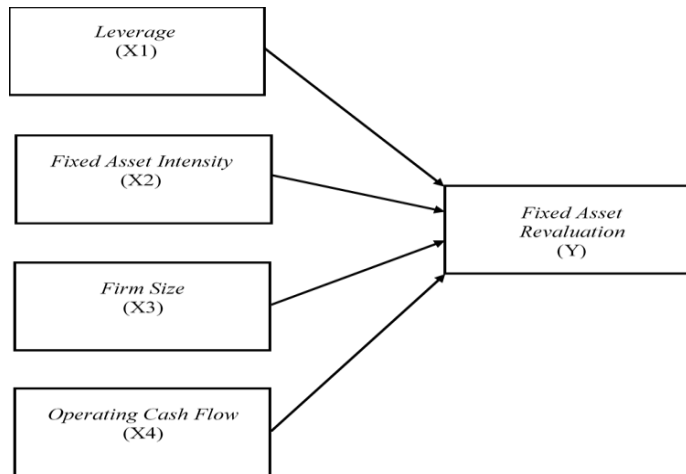 Leverage
(X1)
Fixed Asset Intensity
(X2)
Firm Size
(X3)
Operating Cash Flow
(X4)
Fixed Asset
Revaluation
(Y)